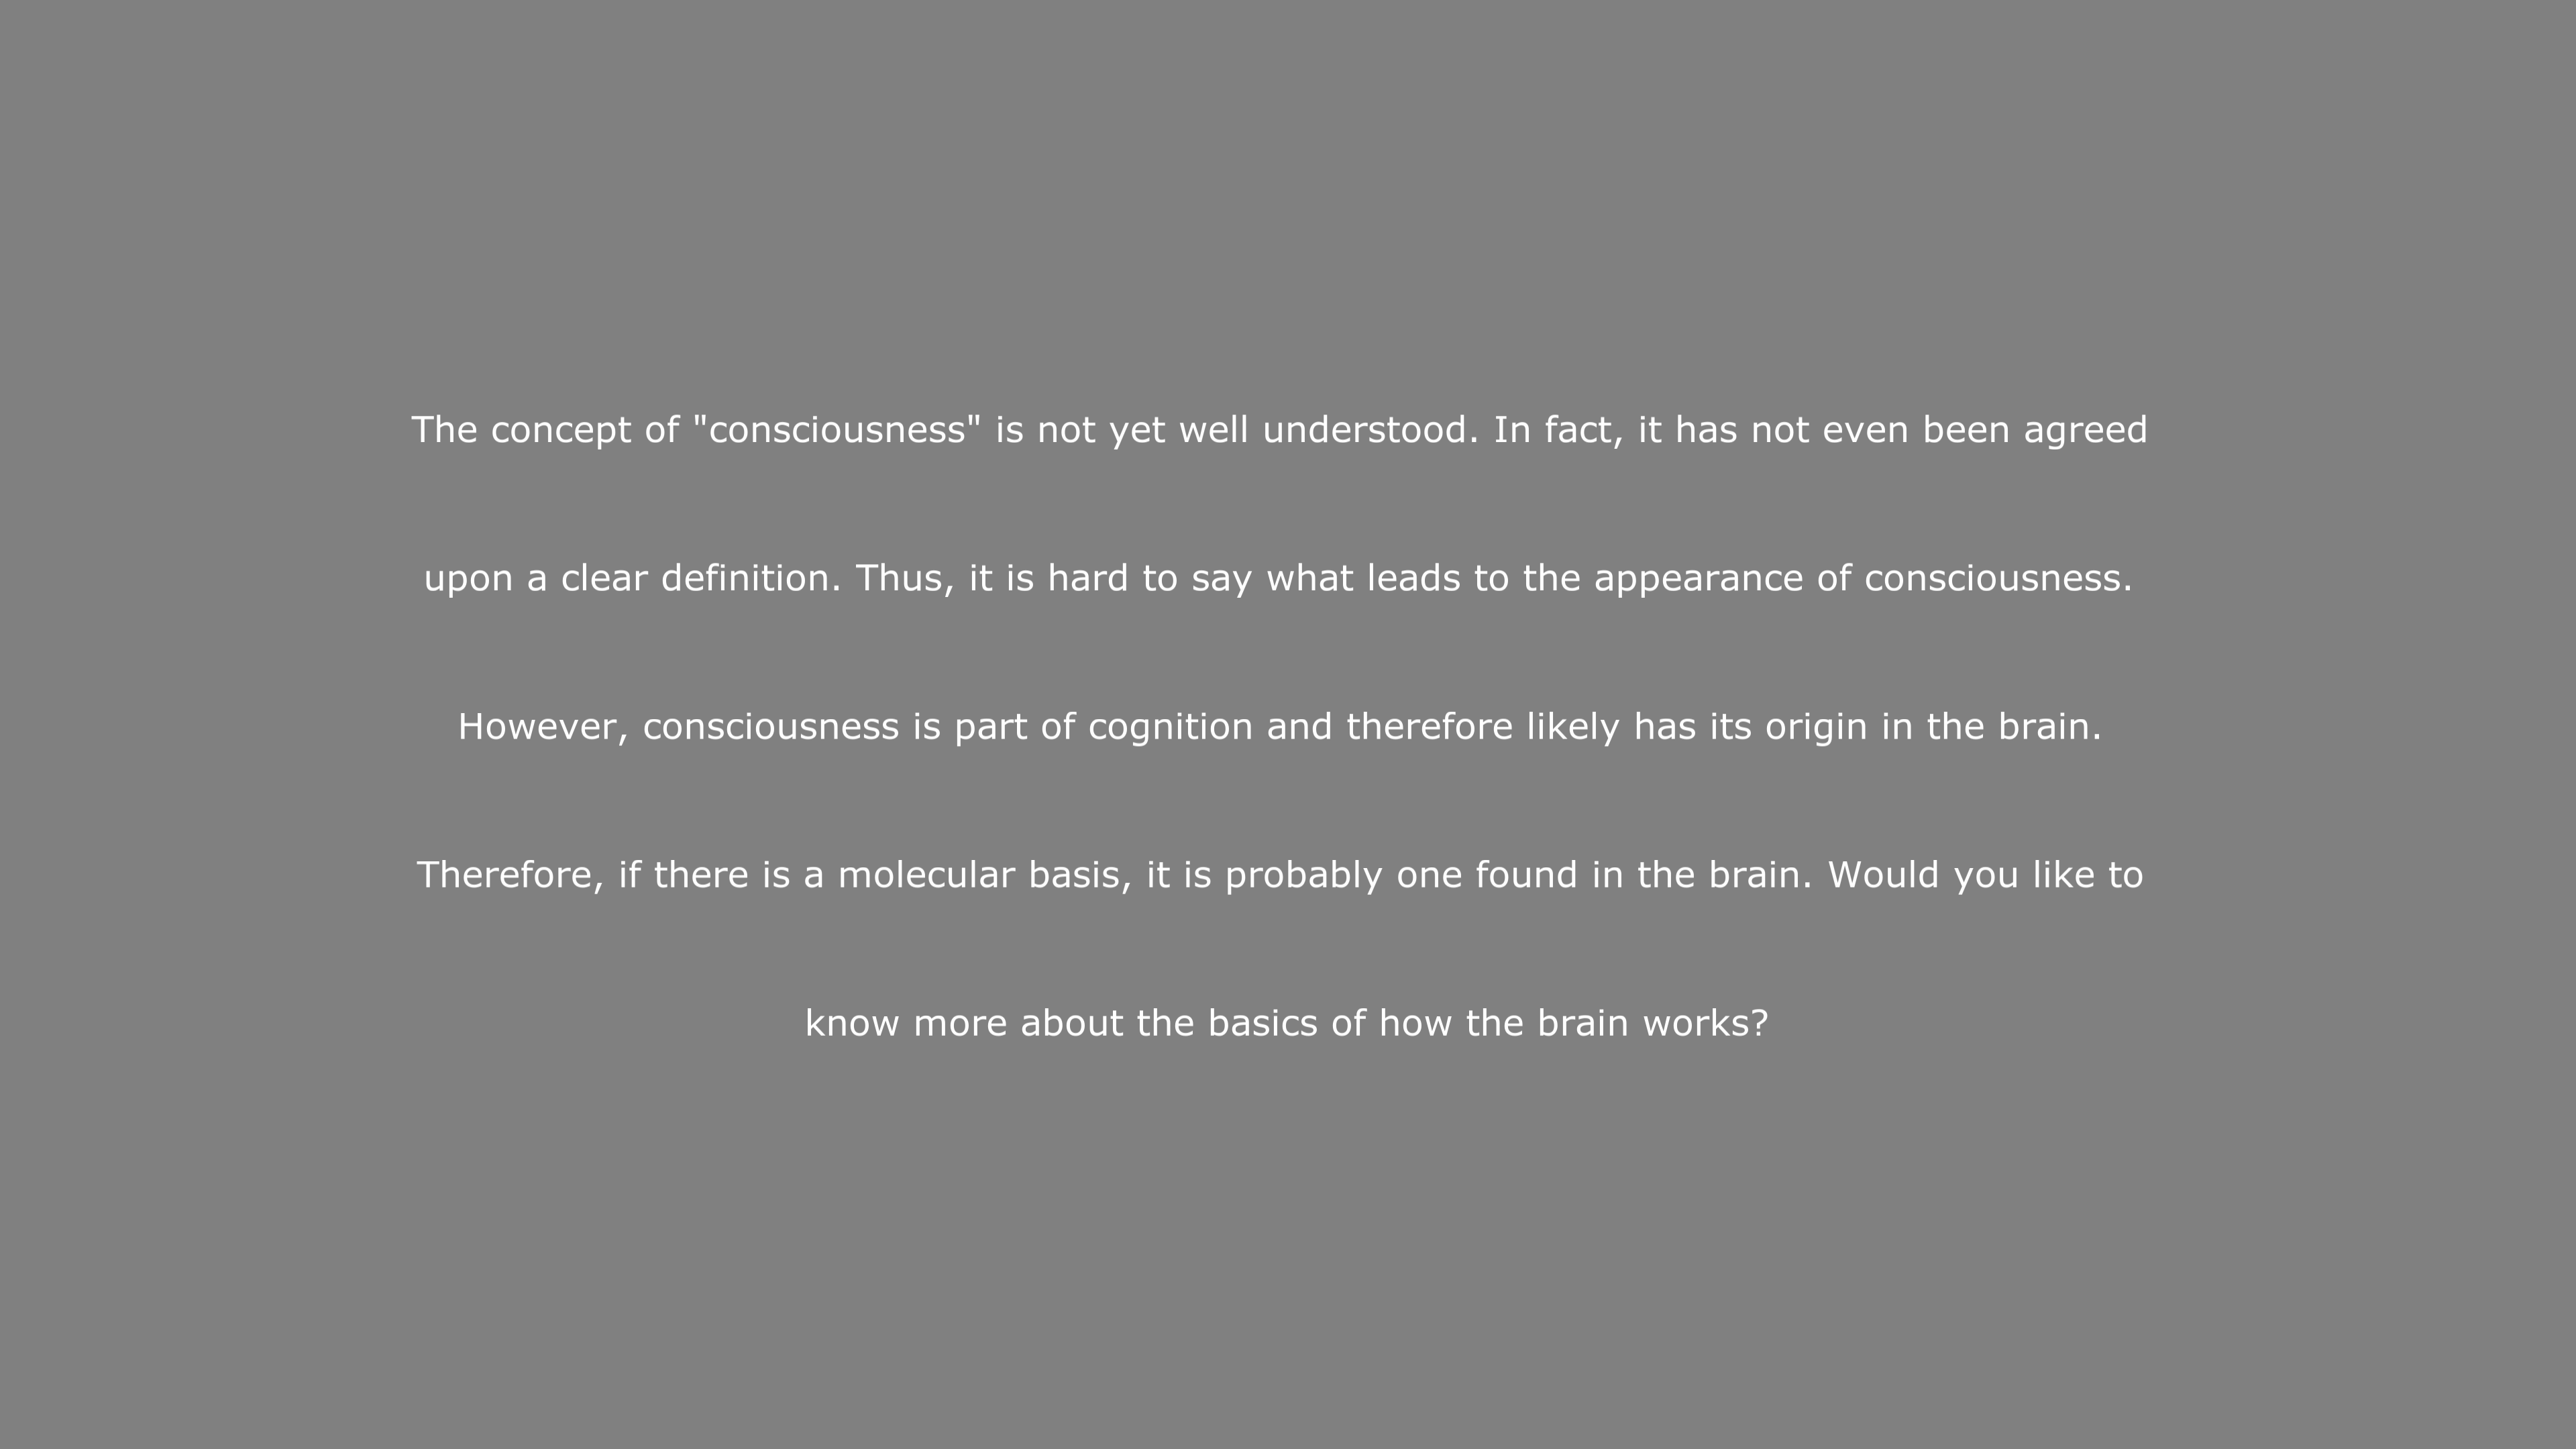 The concept of "consciousness" is not yet well understood. In fact, it has not even been agreed
upon a clear definition. Thus, it is hard to say what leads to the appearance of consciousness.
However, consciousness is part of cognition and therefore likely has its origin in the brain.
Therefore, if there is a molecular basis, it is probably one found in the brain. Would you like to
know more about the basics of how the brain works?